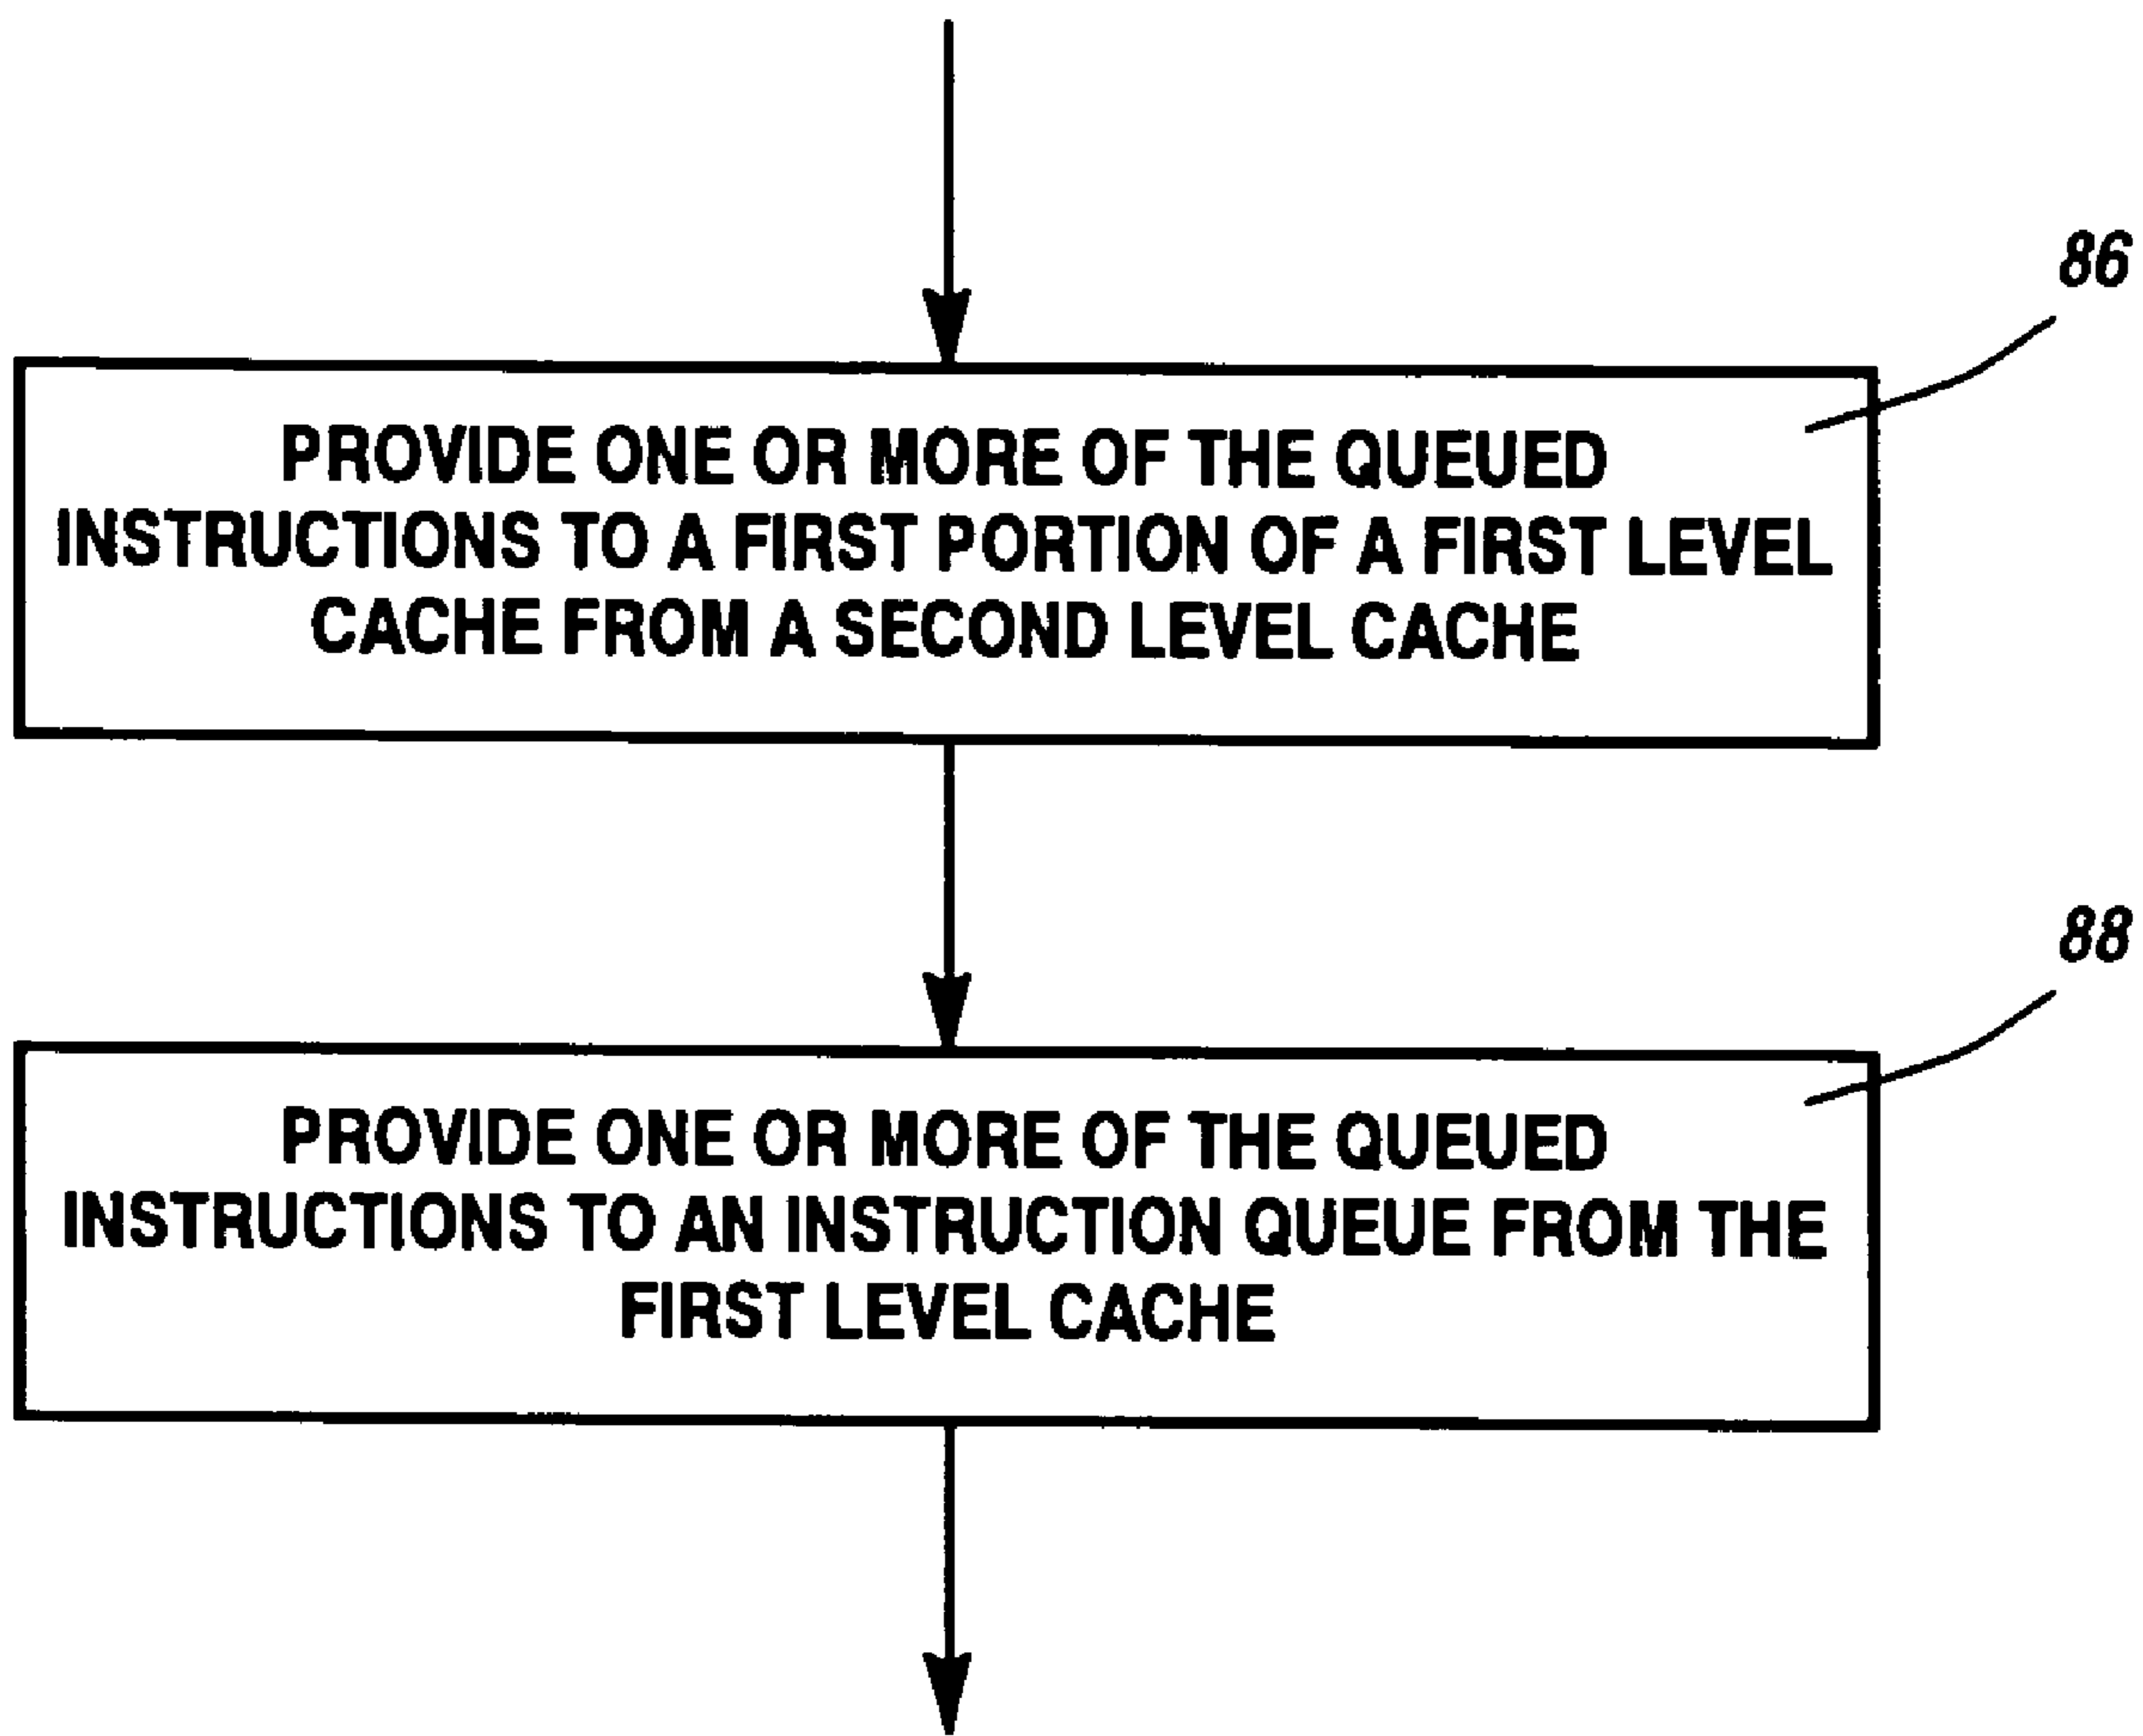 86
PROVIDE ONE OR MORE OF THE QUEUED
INSTRUCTIONS TO A FIRST PORTION OF A FIRST LEVEL
CACHE FROM A SECOND LEVEL CACHE
88
PROVIDE ONE OR MORE OF THE QUEUED
INSTRUCTIONS TO AN INSTRUCTION QUEUE FROM THE
FIRST LEVEL CACHE